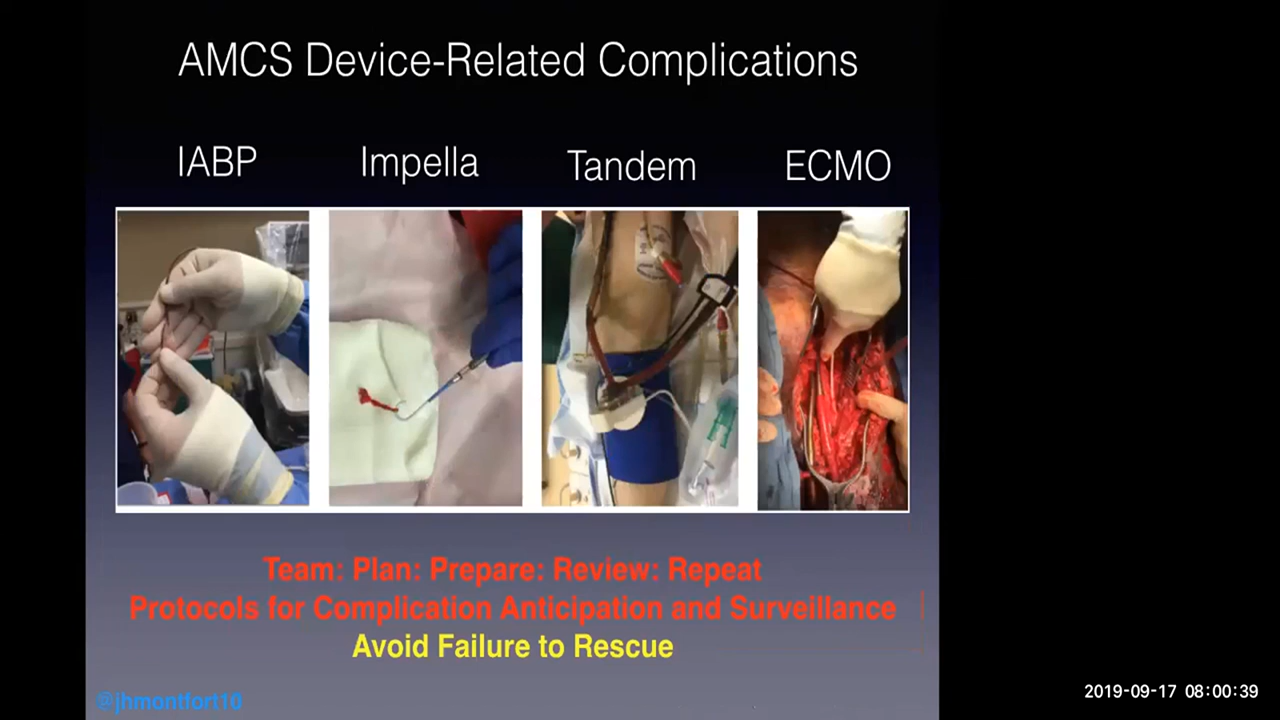 AMCS Device-Related Complications
IABP Impella Tandem ECMO
Team: Plan: Prepare: Review: Repeat
Protocols for Complication Anticipation and Surveillance
Avoid Failure to Rescue
@jhmontfort10
2019-09-17 08:00:39